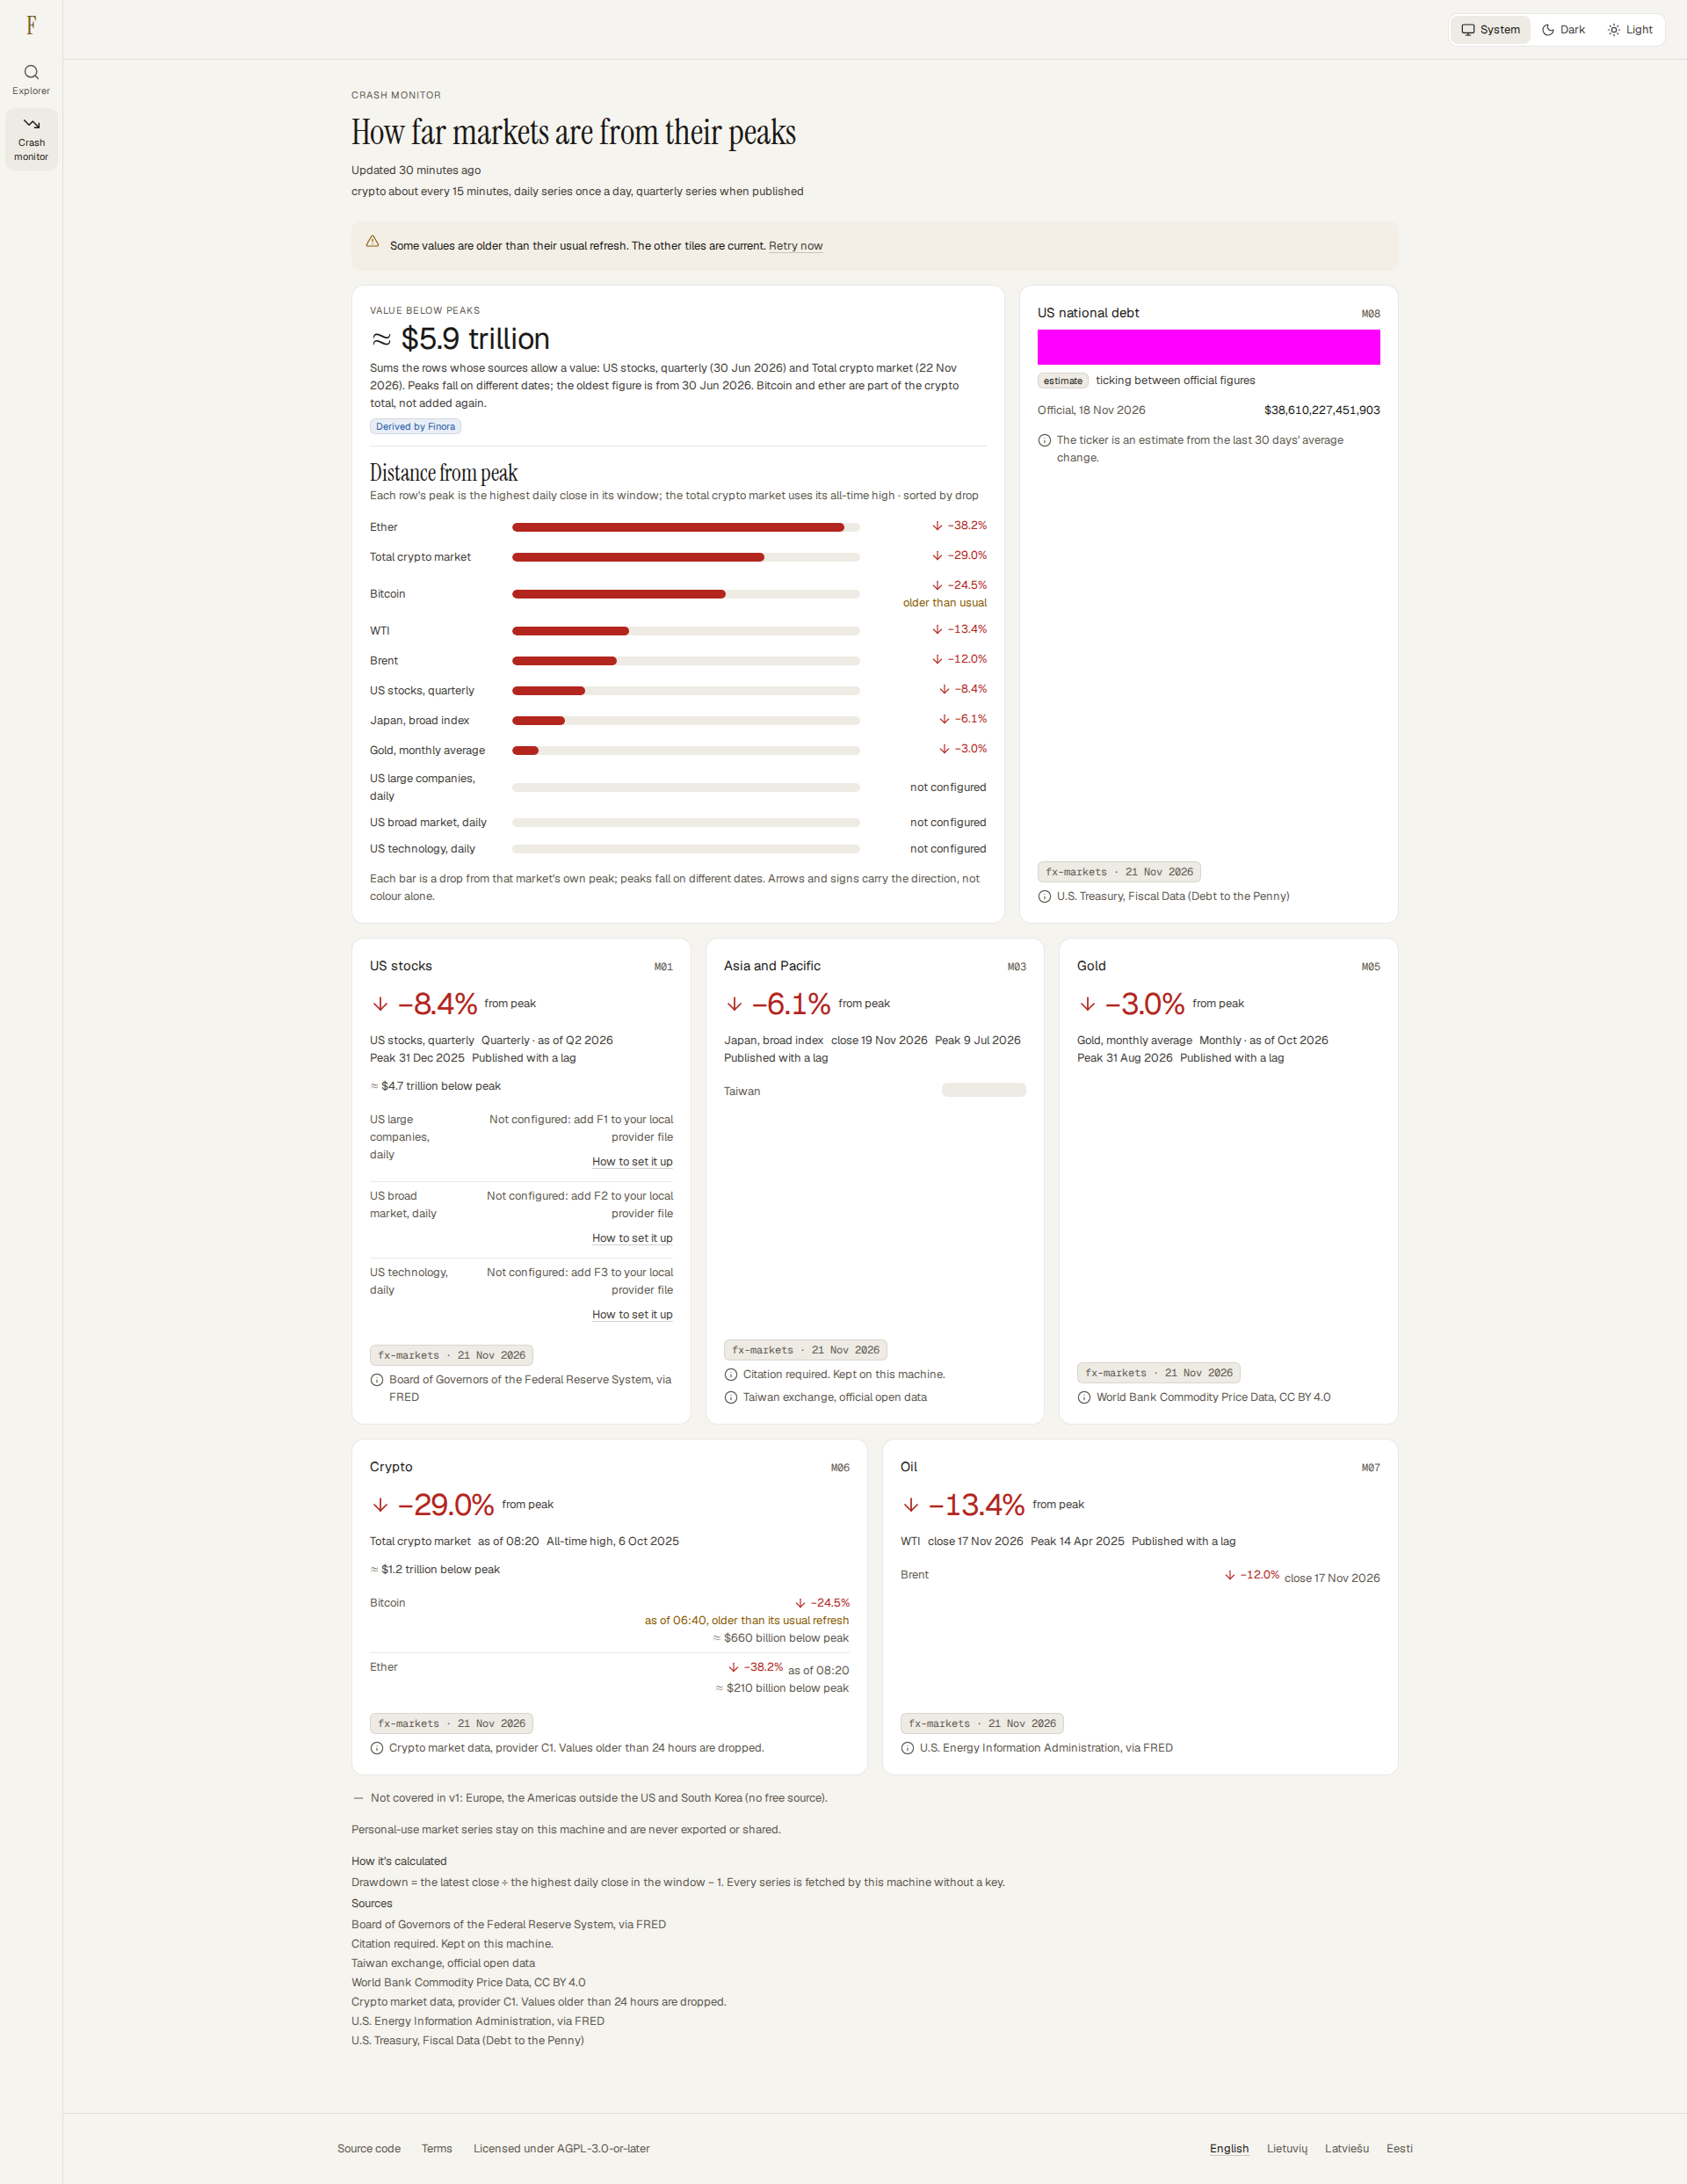 F
Explorer
Crash
monitor
System
Dark
Light
CRASH MONITOR
How far markets are from their peaks
Updated 30 minutes ago
crypto about every 15 minutes, daily series once a day, quarterly series when published
Some values are older than their usual refresh. The other tiles are current. Retry now
VALUE BELOW PEAKS
≈ $5.9 trillion
Sums the rows whose sources allow a value: US stocks, quarterly (30 Jun 2026) and Total crypto market (22 Nov
2026). Peaks fall on different dates; the oldest figure is from 30 Jun 2026. Bitcoin and ether are part of the crypto
total, not added again.
Derived by Finora
Distance from peak
Each row's peak is the highest daily close in its window; the total crypto market uses its all-time high · sorted by drop
Ether ↓ −38.2%
Total crypto market ↓ −29.0%
Bitcoin ↓ −24.5%
older than usual
WTI ↓ −13.4%
Brent ↓ −12.0%
US stocks, quarterly ↓ −8.4%
Japan, broad index ↓ −6.1%
Gold, monthly average ↓ −3.0%
US large companies,
daily
not configured
US broad market, daily not configured
US technology, daily not configured
Each bar is a drop from that market's own peak; peaks fall on different dates. Arrows and signs carry the direction, not
colour alone.
US national debt M08
estimate ticking between official figures
Official, 18 Nov 2026 $38,610,227,451,903
The ticker is an estimate from the last 30 days' average
change.
fx-markets · 21 Nov 2026
U.S. Treasury, Fiscal Data (Debt to the Penny)
US stocks M01
↓ −8.4% from peak
US stocks, quarterly Quarterly · as of Q2 2026
Peak 31 Dec 2025 Published with a lag
≈ $4.7 trillion below peak
US large
companies,
daily
Not configured: add F1 to your local
provider file
How to set it up
US broad
market, daily
Not configured: add F2 to your local
provider file
How to set it up
US technology,
daily
Not configured: add F3 to your local
provider file
How to set it up
fx-markets · 21 Nov 2026
Board of Governors of the Federal Reserve System, via
FRED
Asia and Pacific M03
↓ −6.1% from peak
Japan, broad index close 19 Nov 2026 Peak 9 Jul 2026
Published with a lag
Taiwan
fx-markets · 21 Nov 2026
Citation required. Kept on this machine.
Taiwan exchange, official open data
Gold M05
↓ −3.0% from peak
Gold, monthly average Monthly · as of Oct 2026
Peak 31 Aug 2026 Published with a lag
fx-markets · 21 Nov 2026
World Bank Commodity Price Data, CC BY 4.0
Crypto M06
↓ −29.0% from peak
Total crypto market as of 08:20 All-time high, 6 Oct 2025
≈ $1.2 trillion below peak
Bitcoin ↓ −24.5%
as of 06:40, older than its usual refresh
≈ $660 billion below peak
Ether ↓ −38.2% as of 08:20
≈ $210 billion below peak
fx-markets · 21 Nov 2026
Crypto market data, provider C1. Values older than 24 hours are dropped.
Oil M07
↓ −13.4% from peak
WTI close 17 Nov 2026 Peak 14 Apr 2025 Published with a lag
Brent ↓ −12.0% close 17 Nov 2026
fx-markets · 21 Nov 2026
U.S. Energy Information Administration, via FRED
— Not covered in v1: Europe, the Americas outside the US and South Korea (no free source).
Personal-use market series stay on this machine and are never exported or shared.
How it's calculated
Drawdown = the latest close ÷ the highest daily close in the window − 1. Every series is fetched by this machine without a key.
Sources
Board of Governors of the Federal Reserve System, via FRED
Citation required. Kept on this machine.
Taiwan exchange, official open data
World Bank Commodity Price Data, CC BY 4.0
Crypto market data, provider C1. Values older than 24 hours are dropped.
U.S. Energy Information Administration, via FRED
U.S. Treasury, Fiscal Data (Debt to the Penny)
Source code Terms Licensed under AGPL-3.0-or-later
English Lietuvių Latviešu Eesti